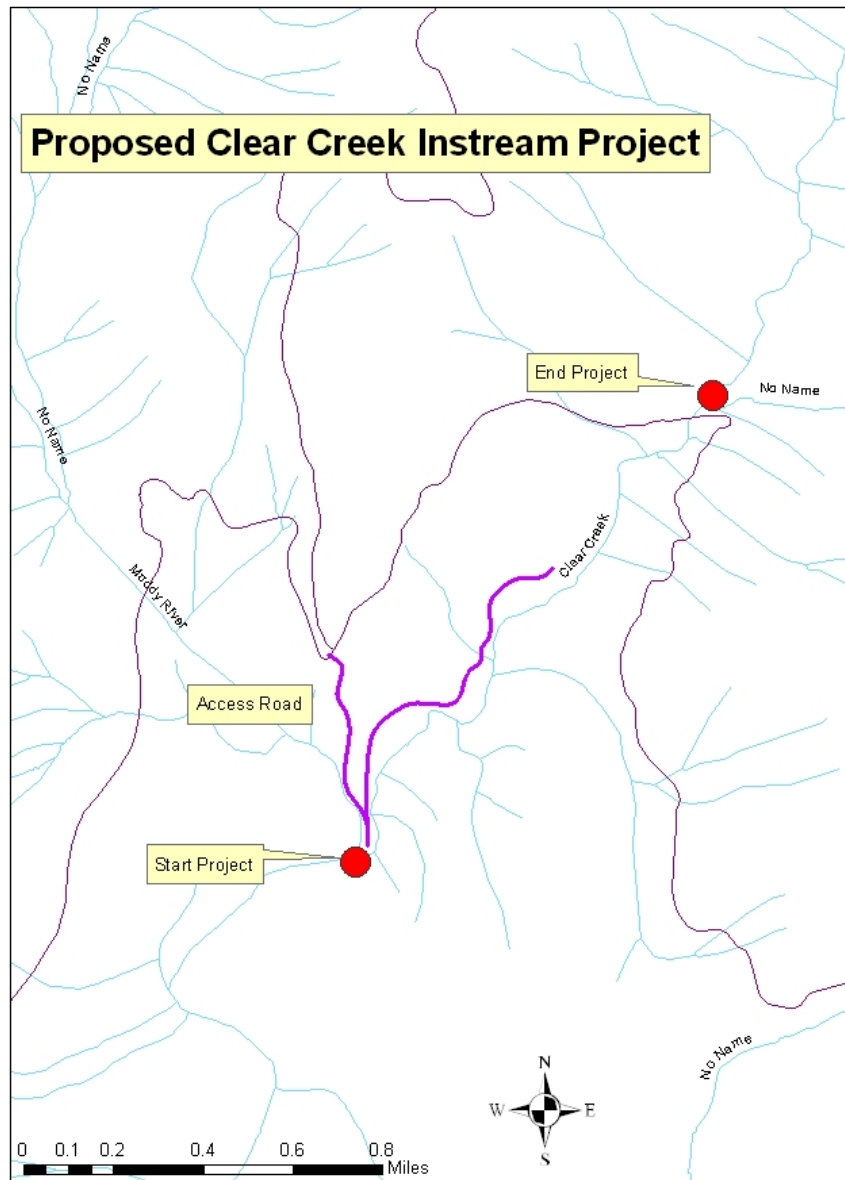 No Name
Proposed Clear Creek Instream Project
End Project
No Name
No Name
Clear Creek
Muddy River
Access Road
Start Project
No Name
N
W E
S
0 0.1 0.2 0.4 0.6 0.8
Miles